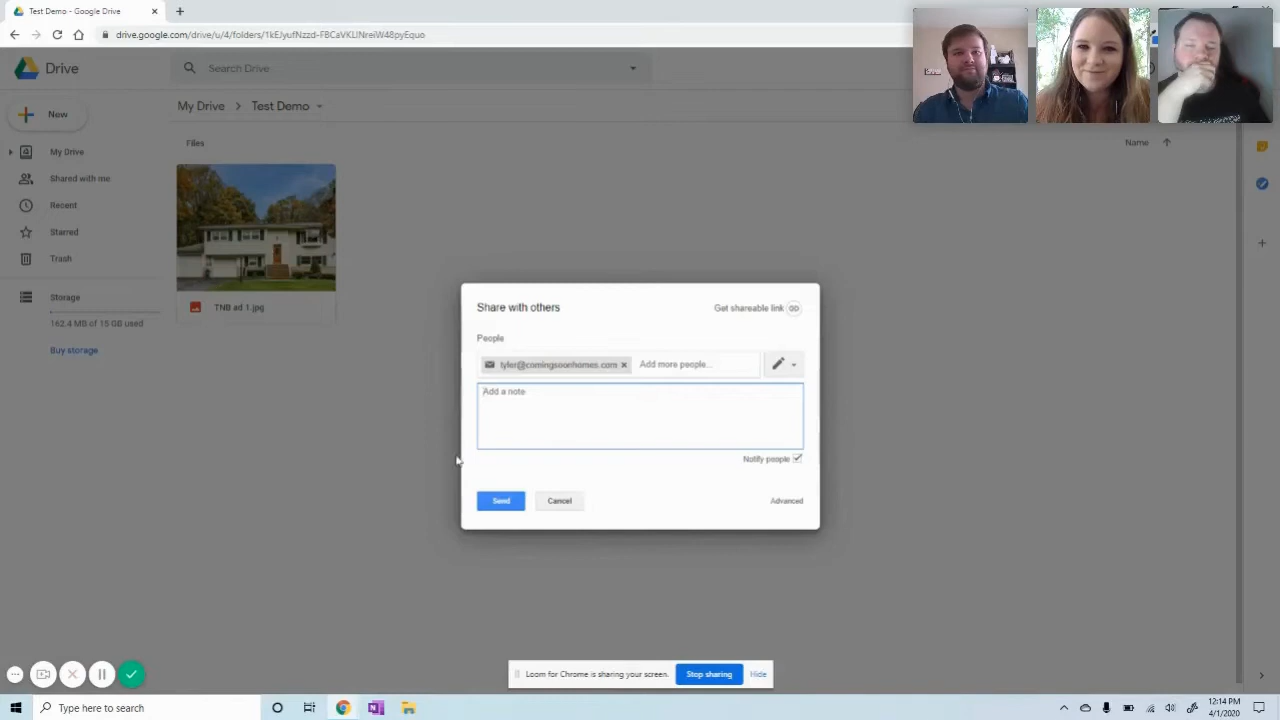 Test Demo - Google Drive
drive.google.com/drive/u/4/folders/
Drive
Search Drive
My Drive > Test Demo
New
Files
Name
My Drive
Shared with me
Recent
Starred
Trash
Storage
162.4 MB of 15 GB used
Buy storage
TNB ad 1.jpg
Share with others
Get shareable link
People
tyler@comingsoonhomes.com
Add more people...
Add a note
Notify people
Send
Cancel
Advanced
Loom for Chrome is sharing your screen.
Stop sharing
Hide
Type here to search
12:14 PM
4/1/2020